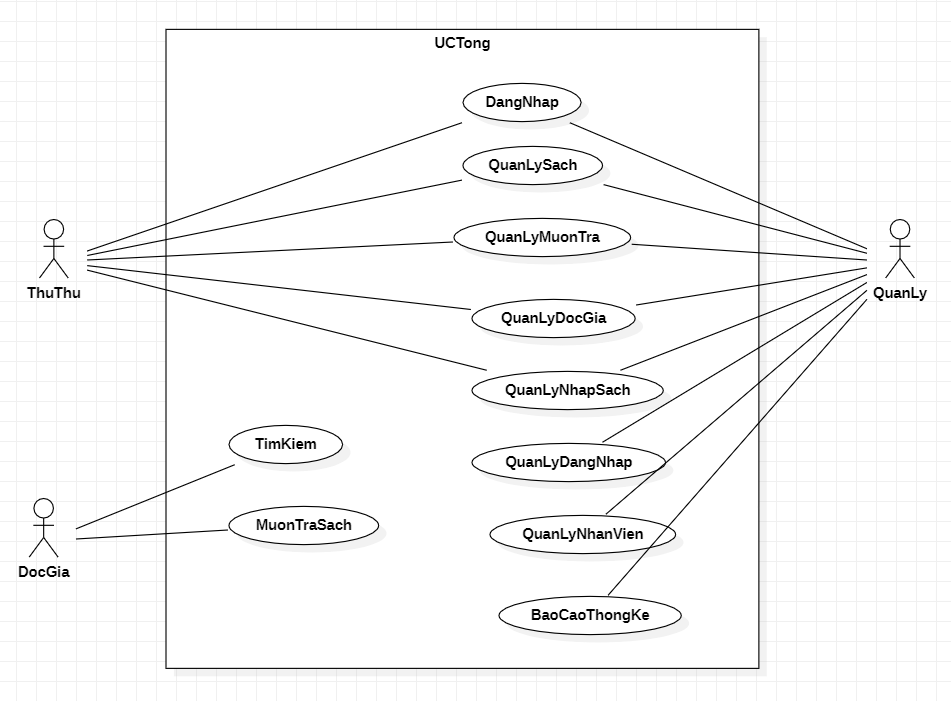 UCTong
DangNhap
QuanLySach
QuanLyMuonTra
ThuThu
QuanLy
QuanLyDocGia
QuanLyNhapSach
TimKiem
QuanLyDangNhap
MuonTraSach
QuanLyNhanVien
DocGia
BaoCaoThongKe